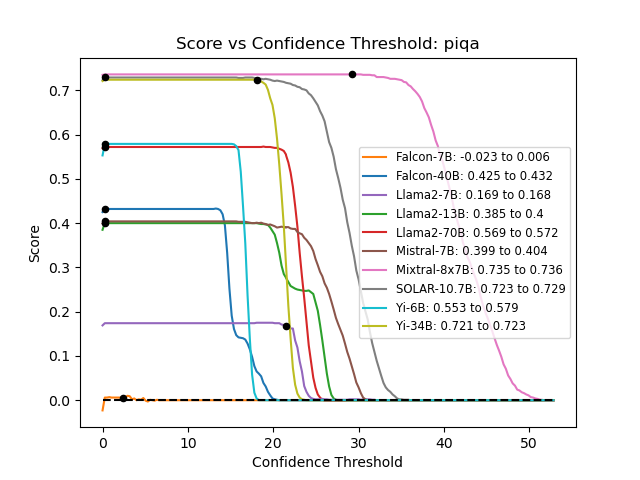 Score vs Confidence Threshold: piqa
Score
0.7
0.6
0.5
0.4
0.3
0.2
0.1
0.0
Falcon-7B: -0.023 to 0.006
Falcon-40B: 0.425 to 0.432
Llama2-7B: 0.169 to 0.168
Llama2-13B: 0.385 to 0.4
Llama2-70B: 0.569 to 0.572
Mistral-7B: 0.399 to 0.404
Mixtral-8x7B: 0.735 to 0.736
SOLAR-10.7B: 0.723 to 0.729
Yi-6B: 0.553 to 0.579
Yi-34B: 0.721 to 0.723
0 10 20 30 40 50
Confidence Threshold